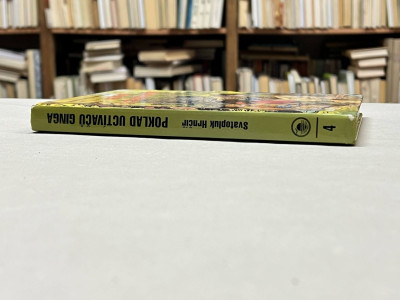 Svatopluk Hrnčíř
POKLAD UCTÍVAČŮ GINGA
4